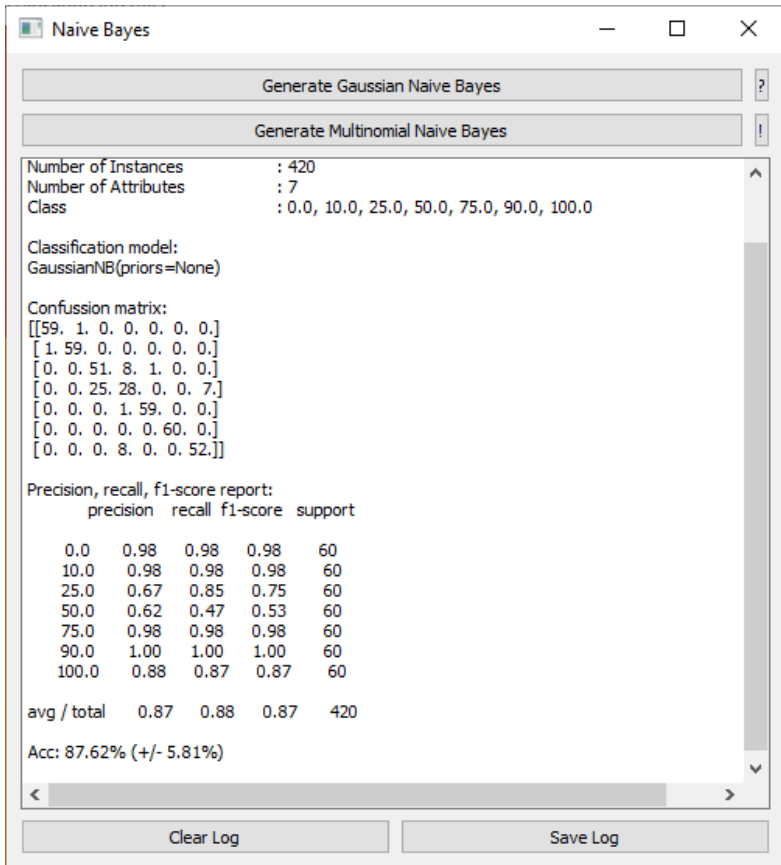 Naive Bayes
Generate Gaussian Naive Bayes ?
Generate Multinomial Naive Bayes !
Number of Instances : 420
Number of Attributes : 7
Class : 0.0, 10.0, 25.0, 50.0, 75.0, 90.0, 100.0
Classification model:
GaussianNB(priors=None)
Confussion matrix:
[[59. 1. 0. 0. 0. 0. 0.]
[ 1. 59. 0. 0. 0. 0. 0.]
[ 0. 0. 51. 8. 1. 0. 0.]
[ 0. 0. 25. 28. 0. 0. 7.]
[ 0. 0. 0. 1. 59. 0. 0.]
[ 0. 0. 0. 0. 0. 60. 0.]
[ 0. 0. 0. 8. 0. 0. 52.]]
Precision, recall, f1-score report:
precision recall f1-score support
0.0 0.98 0.98 0.98 60
10.0 0.98 0.98 0.98 60
25.0 0.67 0.85 0.75 60
50.0 0.62 0.47 0.53 60
75.0 0.98 0.98 0.98 60
90.0 1.00 1.00 1.00 60
100.0 0.88 0.87 0.87 60
avg / total 0.87 0.88 0.87 420
Acc: 87.62% (+/- 5.81%)
Clear Log Save Log